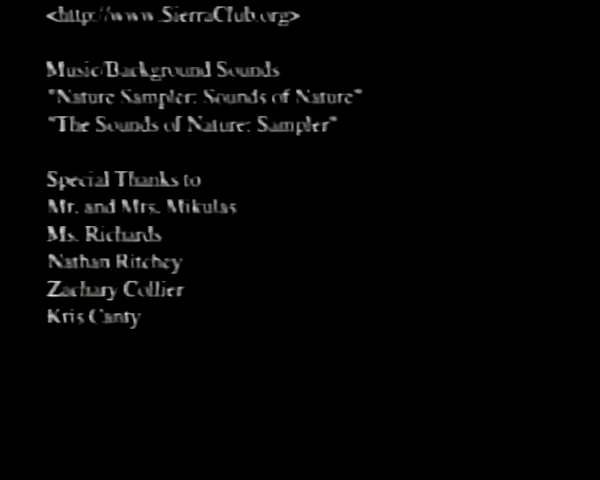 <http://www.SierraClub.org>
Music/Background Sounds
"Nature Sampler: Sounds of Nature"
"The Sounds of Nature: Sampler"
Special Thanks to
Mr. and Mrs. Mikulas
Ms. Richards
Nathan Ritchey
Zachary Collier
Kris Canty